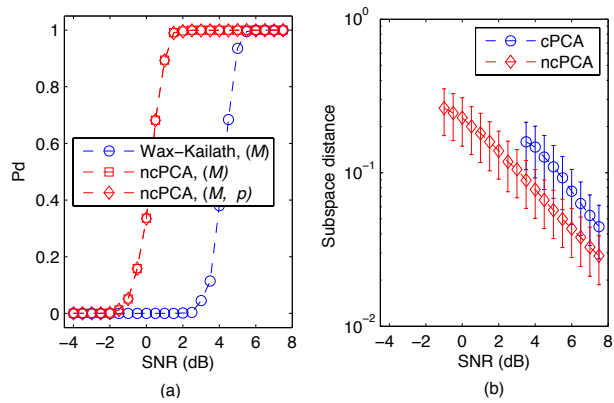 1
0.8
0.6
0.4
0.2
0
Pd
Wax−Kailath, (M)
ncPCA, (M)
ncPCA, (M, p)
−4 −2 0 2 4 6 8
SNR (dB)
(a)
10^0
10^−1
10^−2
Subspace distance
cPCA
ncPCA
−4 −2 0 2 4 6 8
SNR (dB)
(b)